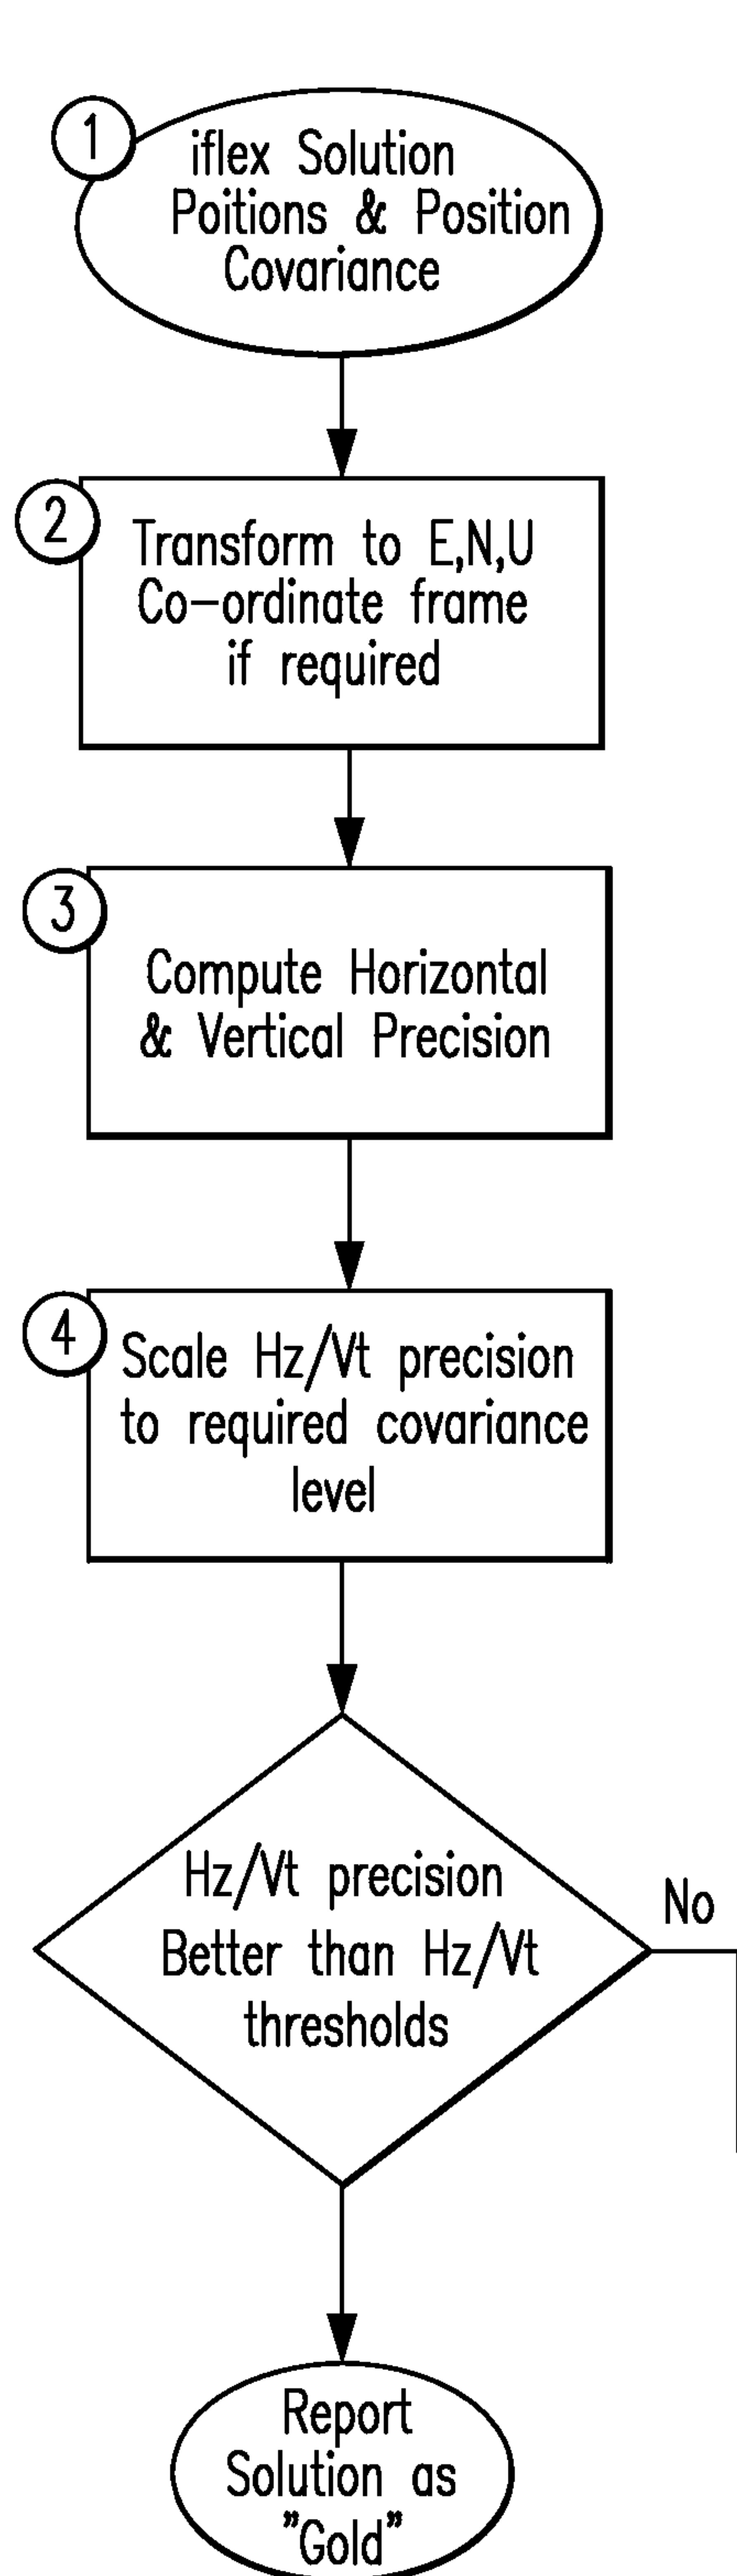 1
iflex Solution
Poitions & Position
Covariance
2
Transform to E,N,U
Co-ordinate frame
if required
3
Compute Horizontal
& Vertical Precision
4
Scale Hz/Vt precision
to required covariance
level
Hz/Vt precision
Better than Hz/Vt
thresholds
No
Report
Solution as
"Gold"